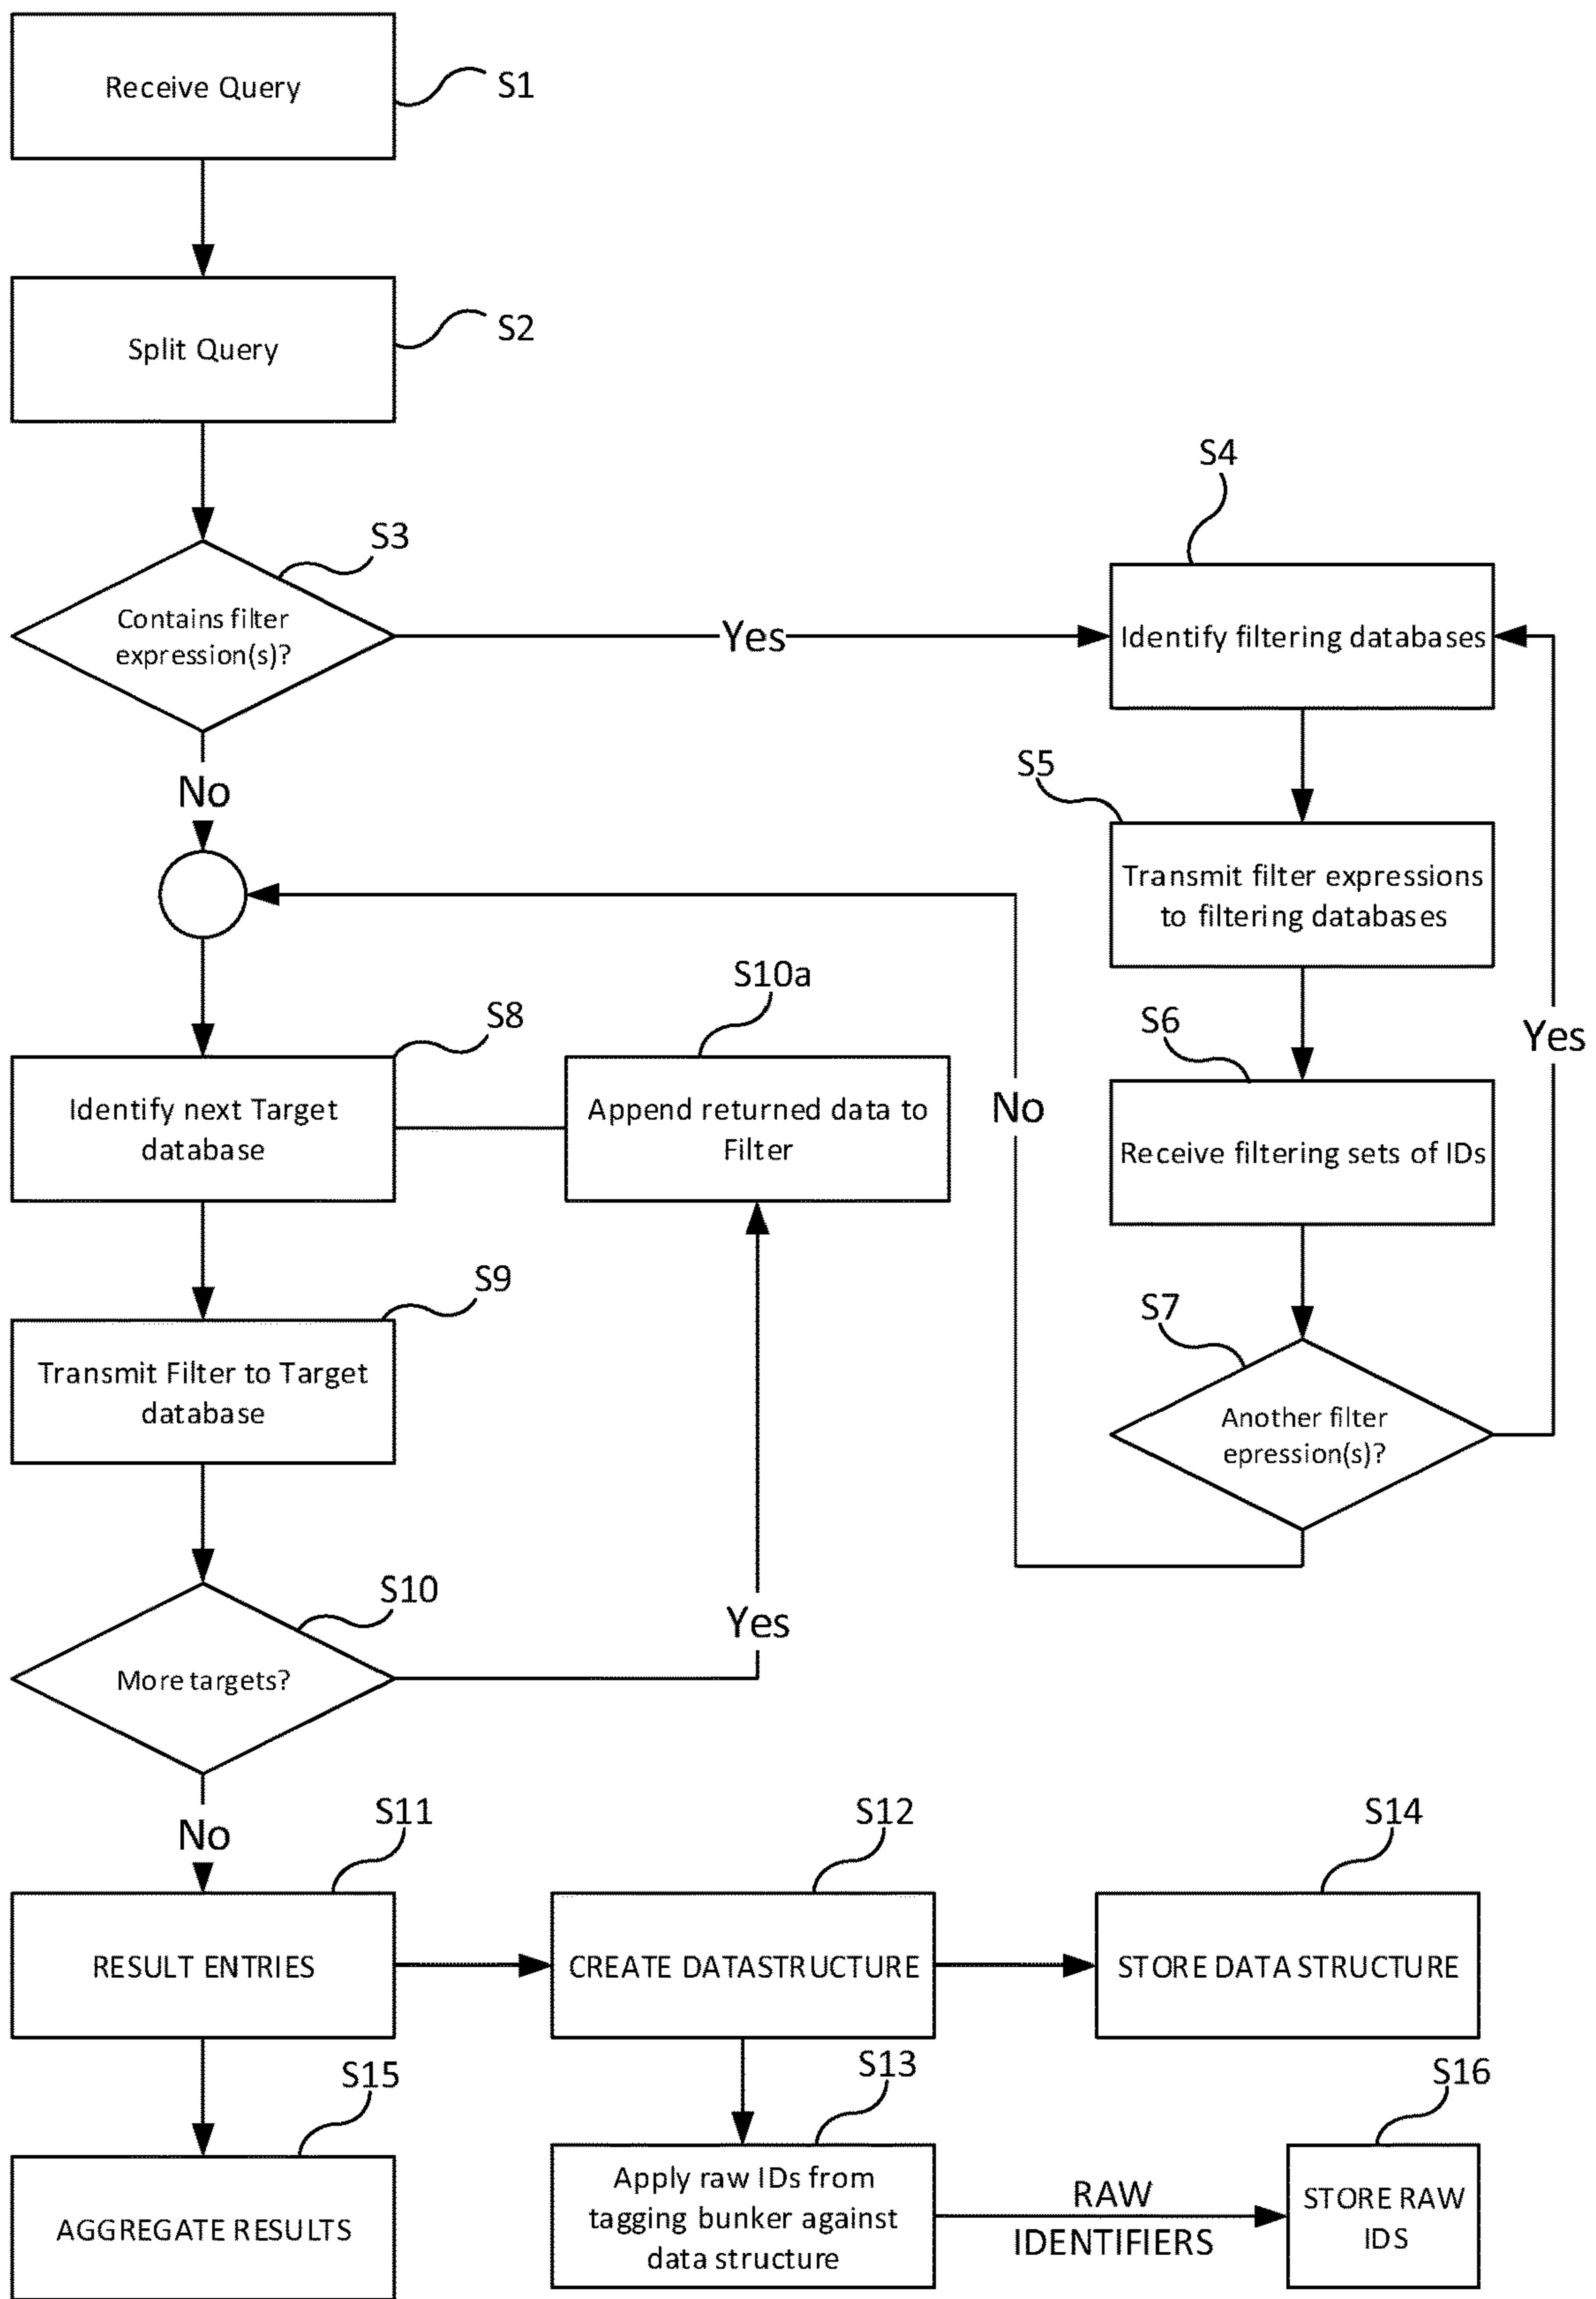 Receive Query
S1
Split Query
S2
S3
Contains filter
expression(s)?
Yes
S4
Identify filtering databases
No
S5
Transmit filter expressions
to filtering databases
S6
Receive filtering sets of IDs
Yes
S7
Another filter
epression(s)?
No
S8
Identify next Target
database
S10a
Append returned data to
Filter
S9
Transmit Filter to Target
database
S10
More targets?
Yes
No
S11
RESULT ENTRIES
S12
CREATE DATASTRUCTURE
S14
STORE DATA STRUCTURE
S15
AGGREGATE RESULTS
S13
Apply raw IDs from
tagging bunker against
data structure
RAW
IDENTIFIERS
S16
STORE RAW
IDS